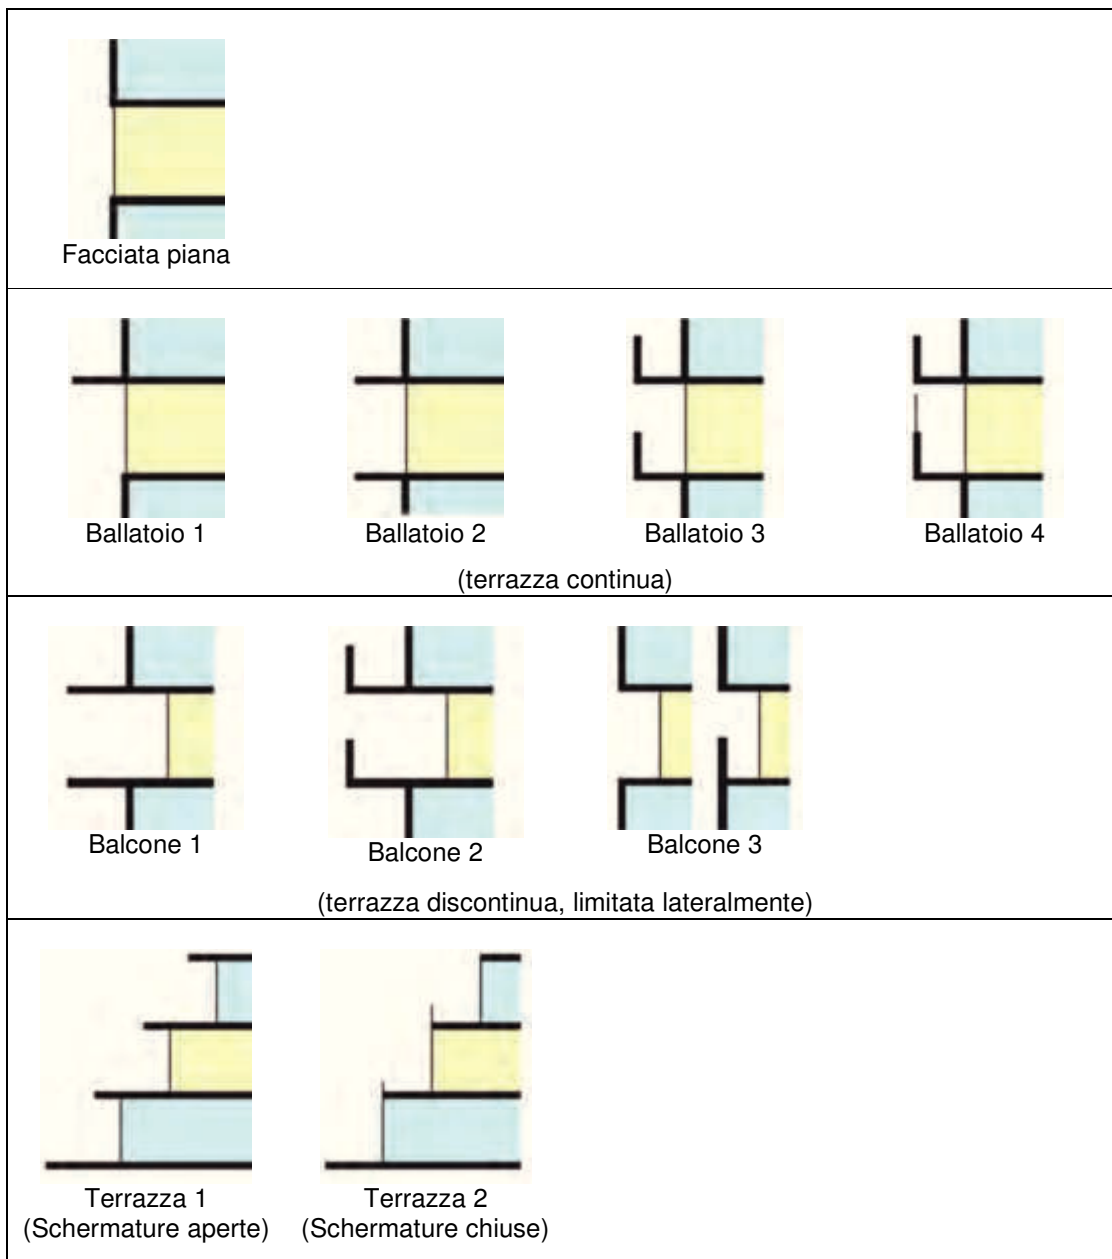 Facciata piana
Ballatoio 1 Ballatoio 2 Ballatoio 3 Ballatoio 4
(terrazza continua)
Balcone 1 Balcone 2 Balcone 3
(terrazza discontinua, limitata lateralmente)
Terrazza 1 Terrazza 2
(Schermature aperte) (Schermature chiuse)